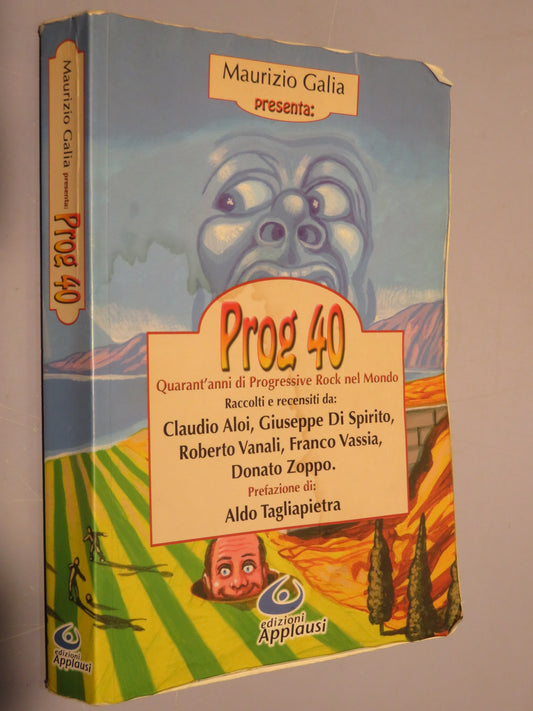 Maurizio Galia
presenta:
Prog 40
Quarant'anni di Progressive Rock nel Mondo
Raccolti e recensiti da:
Claudio Aloi, Giuseppe Di Spirito,
Roberto Vanali, Franco Vassia,
Donato Zoppo.
Prefazione di:
Aldo Tagliapietra
edizioni
Applausi
Maurizio Galia presenta: Prog 40
edizioni
Applausi